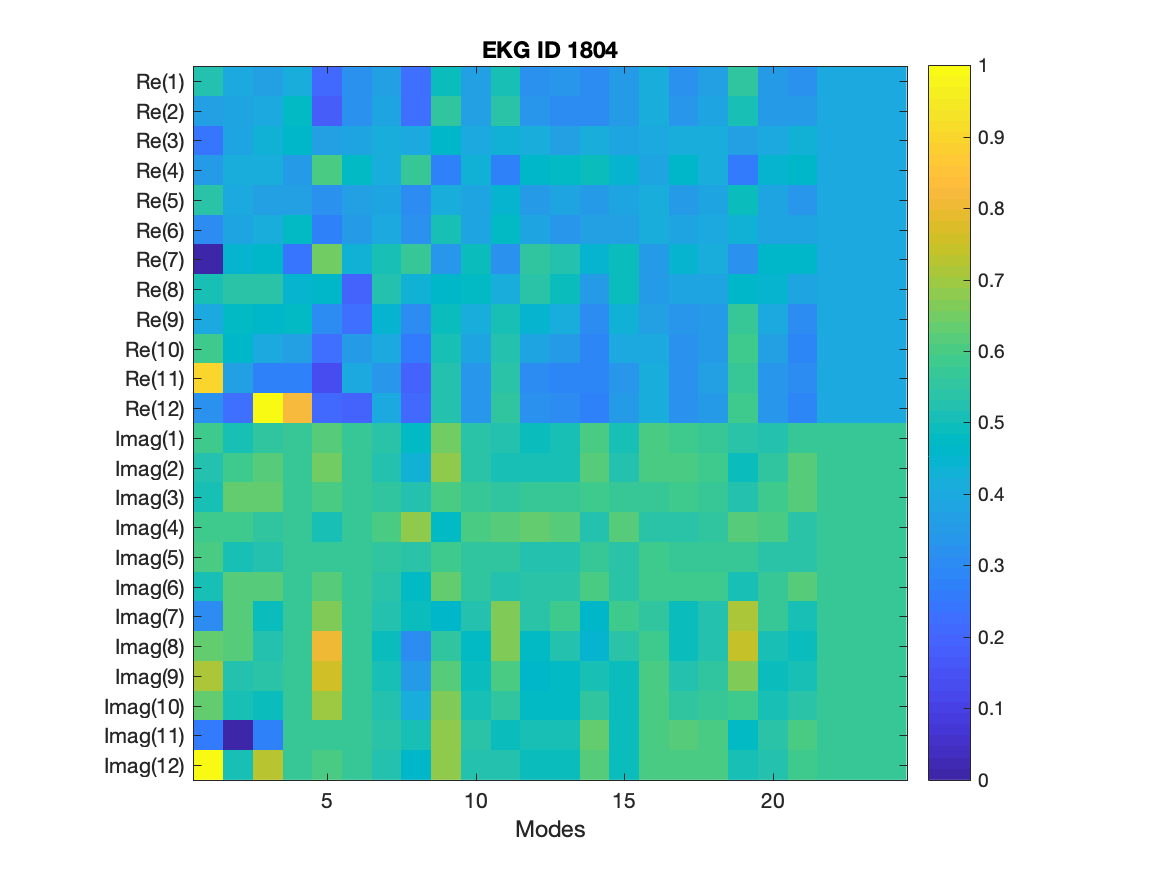 EKG ID 1804
Re(1)
Re(2)
Re(3)
Re(4)
Re(5)
Re(6)
Re(7)
Re(8)
Re(9)
Re(10)
Re(11)
Re(12)
Imag(1)
Imag(2)
Imag(3)
Imag(4)
Imag(5)
Imag(6)
Imag(7)
Imag(8)
Imag(9)
Imag(10)
Imag(11)
Imag(12)
5 10 15 20
Modes
1
0.9
0.8
0.7
0.6
0.5
0.4
0.3
0.2
0.1
0